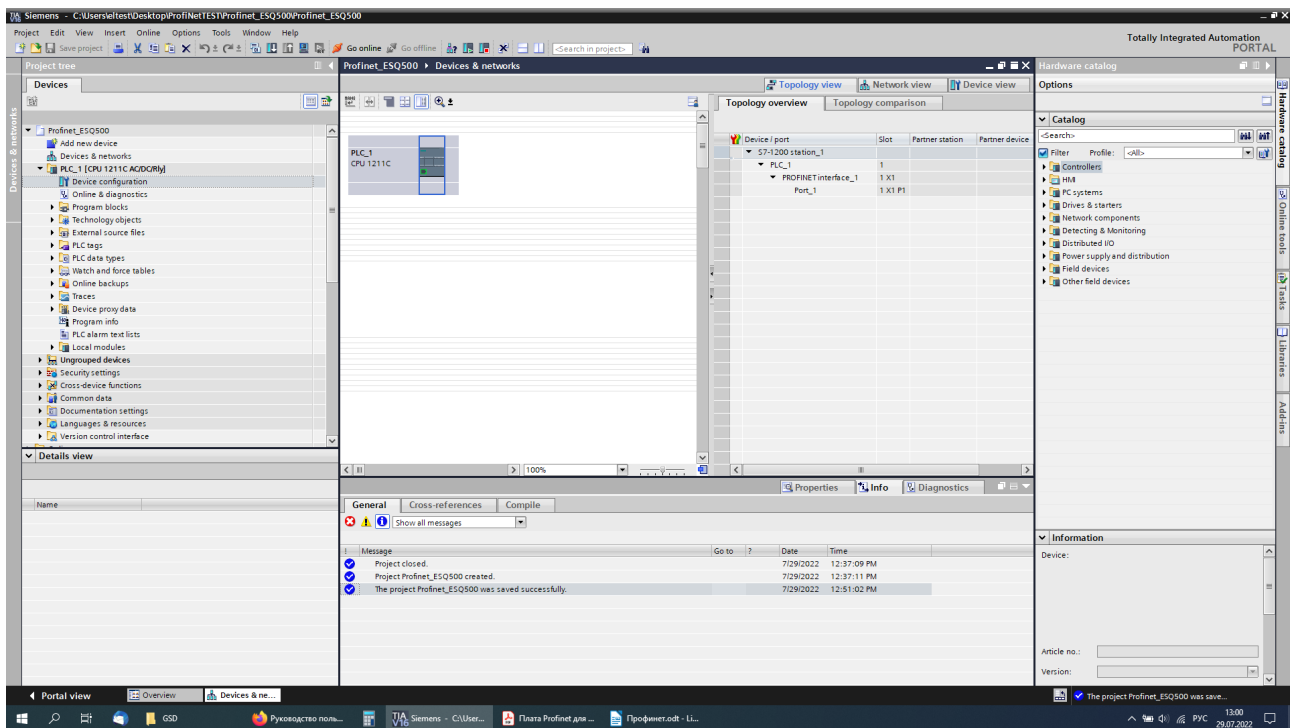 Siemens - C:\Users\eltest\Desktop\ProfiNetTEST\Profinet_ESQ500\Profinet_ESQ500
Project Edit View Insert Online Options Tools Window Help
Totally Integrated Automation
PORTAL
Save project Go online Go offline <Search in project>
Project tree
Profinet_ESQ500 Devices & networks
Hardware catalog
Devices
Topology view Network view Device view
Options
Topology overview Topology comparison
Devices & networks
Profinet_ESQ500
Add new device
Devices & networks
PLC_1 [CPU 1211C AC/DC/Rly]
Device configuration
Online & diagnostics
Program blocks
Technology objects
External source files
PLC tags
PLC data types
Watch and force tables
Online backups
Traces
Device proxy data
Program info
PLC alarm text lists
Local modules
Ungrouped devices
Security settings
Cross-device functions
Common data
Documentation settings
Languages & resources
Version control interface
Details view
Name
PLC_1
CPU 1211C
100%
Device / port Slot Partner station Partner device
S7-1200 station_1
PLC_1 1
PROFINET interface_1 1 X1
Port_1 1 X1 P1
Catalog
<Search>
Filter Profile: <All>
Controllers
HMI
PC systems
Drives & starters
Network components
Detecting & Monitoring
Distributed I/O
Power supply and distribution
Field devices
Other field devices
Hardware catalog
Online tools
Tasks
Libraries
Add-ins
Properties Info Diagnostics
General Cross-references Compile
Show all messages
! Message Go to ? Date Time
Project closed. 7/29/2022 12:37:09 PM
Project Profinet_ESQ500 created. 7/29/2022 12:37:11 PM
The project Profinet_ESQ500 was saved successfully. 7/29/2022 12:51:02 PM
Information
Device:
Article no.:
Version:
Portal view Overview Devices & ne...
The project Profinet_ESQ500 was save...
GSD
Руководство поль...
Siemens - C:\User...
Плата Profinet для ...
Профинет.odt - Li...
РУС
13:00
29.07.2022